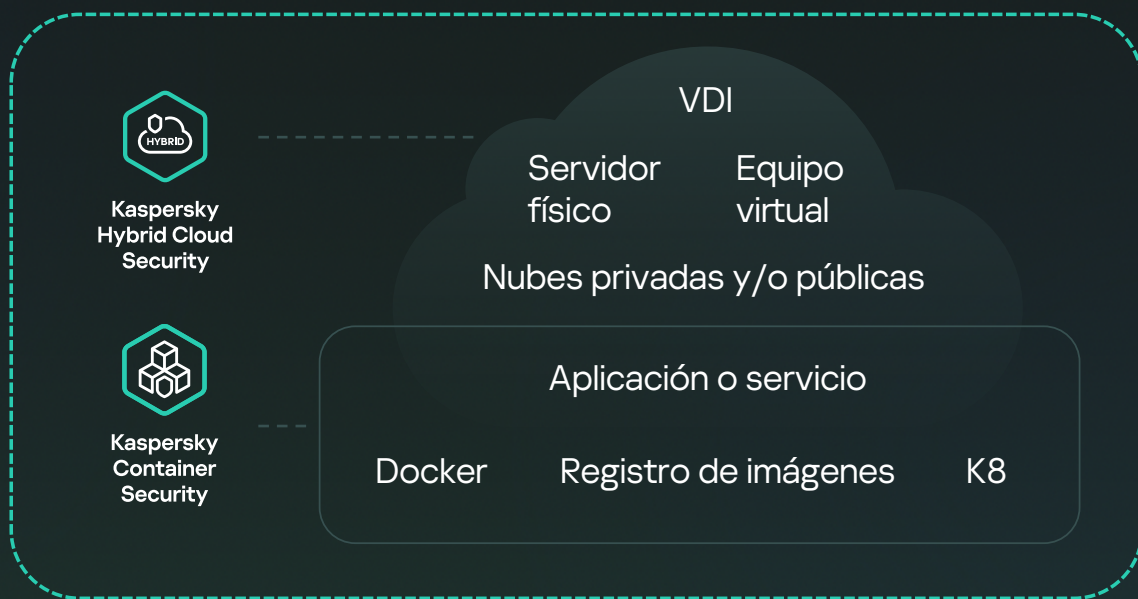 VDI
HYBRID
Servidor
físico
Equipo
virtual
Kaspersky
Hybrid Cloud
Security
Nubes privadas y/o públicas
Aplicación o servicio
Kaspersky
Container
Security
Docker
Registro de imágenes
K8